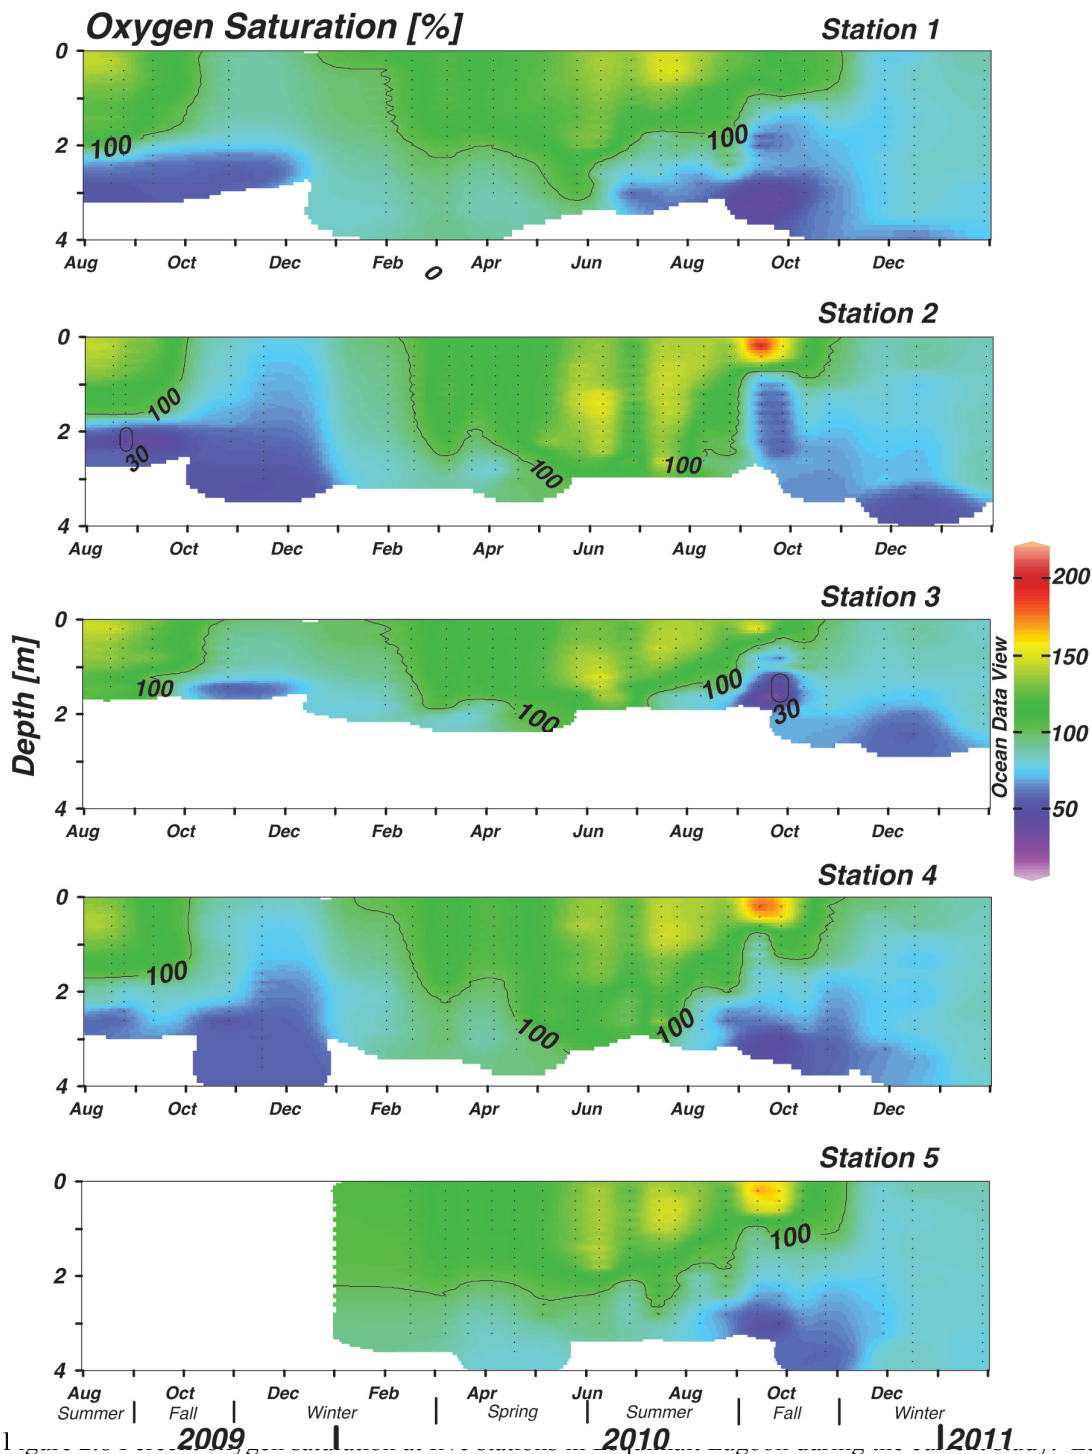 Oxygen Saturation [%]
Station 1
0
2
4
100
100
Aug Oct Dec Feb 0 Apr Jun Aug Oct Dec
Station 2
0
2
4
100
30
100
100
Aug Oct Dec Feb Apr Jun Aug Oct Dec
Station 3
0
2
4
100
100
100
30
Aug Oct Dec Feb Apr Jun Aug Oct Dec
Depth [m]
Ocean Data View
200
150
100
50
Station 4
0
2
4
100
100
100
Aug Oct Dec Feb Apr Jun Aug Oct Dec
Station 5
0
2
4
100
Aug Oct Dec Feb Apr Jun Aug Oct Dec
Summer Fall Winter Spring Summer Fall Winter
2009 2010 2011